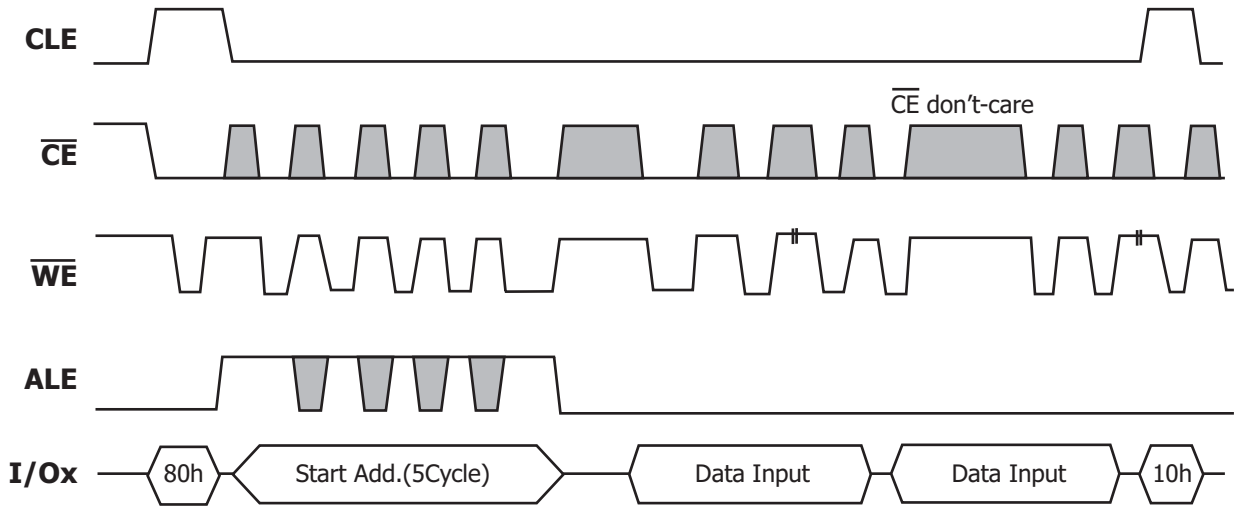 CLE
CE don't-care
CE
WE
ALE
I/Ox
80h
Start Add.(5Cycle)
Data Input
Data Input
10h